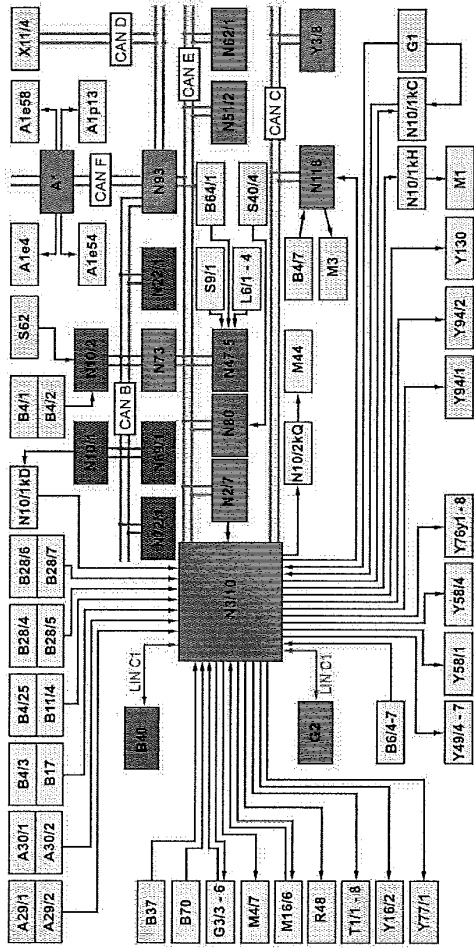 A29/1
A29/2
A30/1
A30/2
B4/3
B17
B4/25
B11/4
B28/4
B28/5
B28/6
B28/7
N10/1kD
B4/1
B4/2
S62
A1e4
A1e54
A1e58
A1p13
X11/4
A1
CAN F
CAN D
N10/1
N10/2
CAN B
N22/1
N93
N69/1
N73
CAN E
B40
LIN C1
N3/10
N2/7
N80
N47-5
S9/1
L6/1 - 4
B64/1
S40/4
N51/2
N62/1
CAN C
Y3/8
N118
B4/7
M3
N10/2kQ
M44
G2
LIN C1
B37
B70
G3/3 - 6
M4/7
M16/6
R48
T1/1 - 8
Y16/2
Y77/1
B6/4-7
Y49/4 - 7
Y58/1
Y58/4
Y76y1 - 8
Y94/1
Y94/2
Y130
N10/1kH
M1
N10/1kC
G1